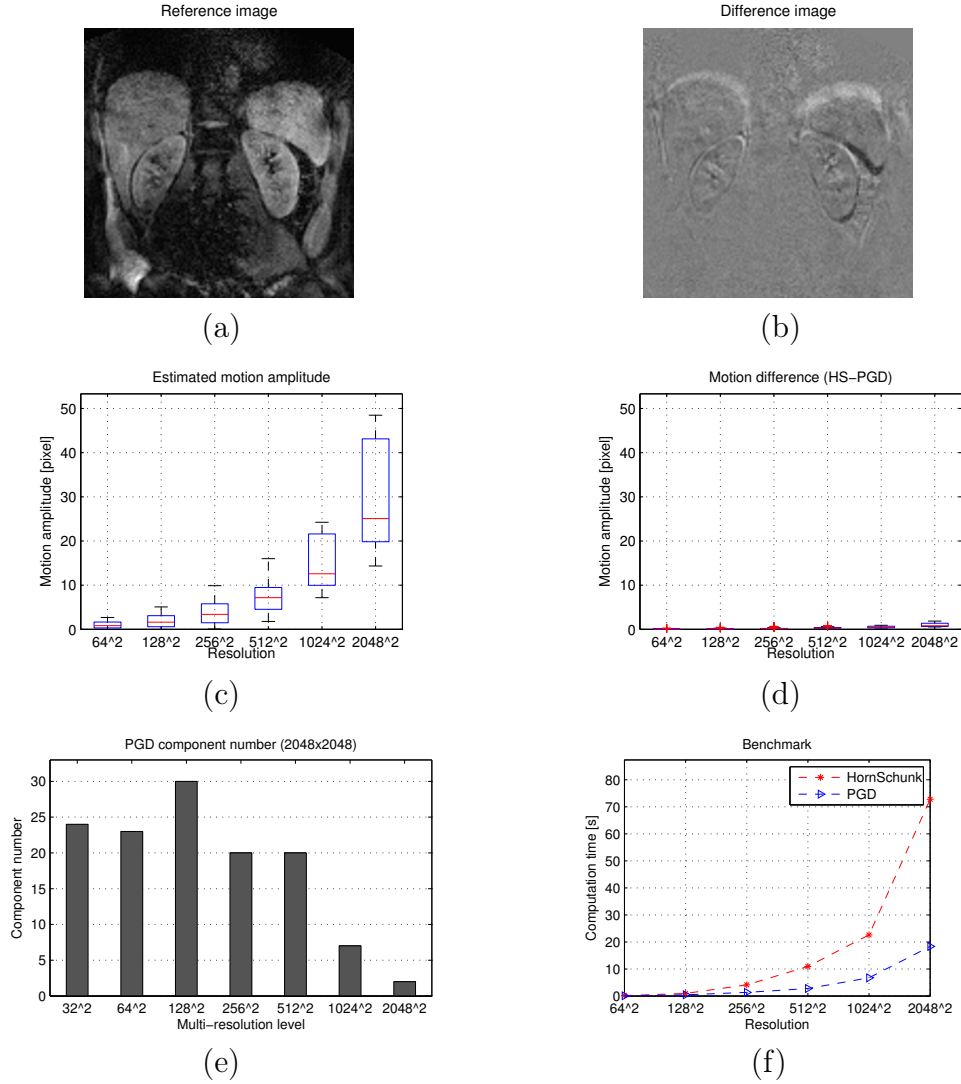 Reference image
Difference image
(a)
(b)
Estimated motion amplitude
Motion amplitude [pixel]
50
40
30
20
10
0
64^2 128^2 256^2 512^2 1024^2 2048^2
Resolution
(c)
Motion difference (HS−PGD)
Motion amplitude [pixel]
50
40
30
20
10
0
64^2 128^2 256^2 512^2 1024^2 2048^2
Resolution
(d)
PGD component number (2048x2048)
Component number
30
25
20
15
10
5
0
32^2 64^2 128^2 256^2 512^2 1024^2 2048^2
Multi−resolution level
(e)
Benchmark
HornSchunk
PGD
Computation time [s]
80
70
60
50
40
30
20
10
0
64^2 128^2 256^2 512^2 1024^2 2048^2
Resolution
(f)